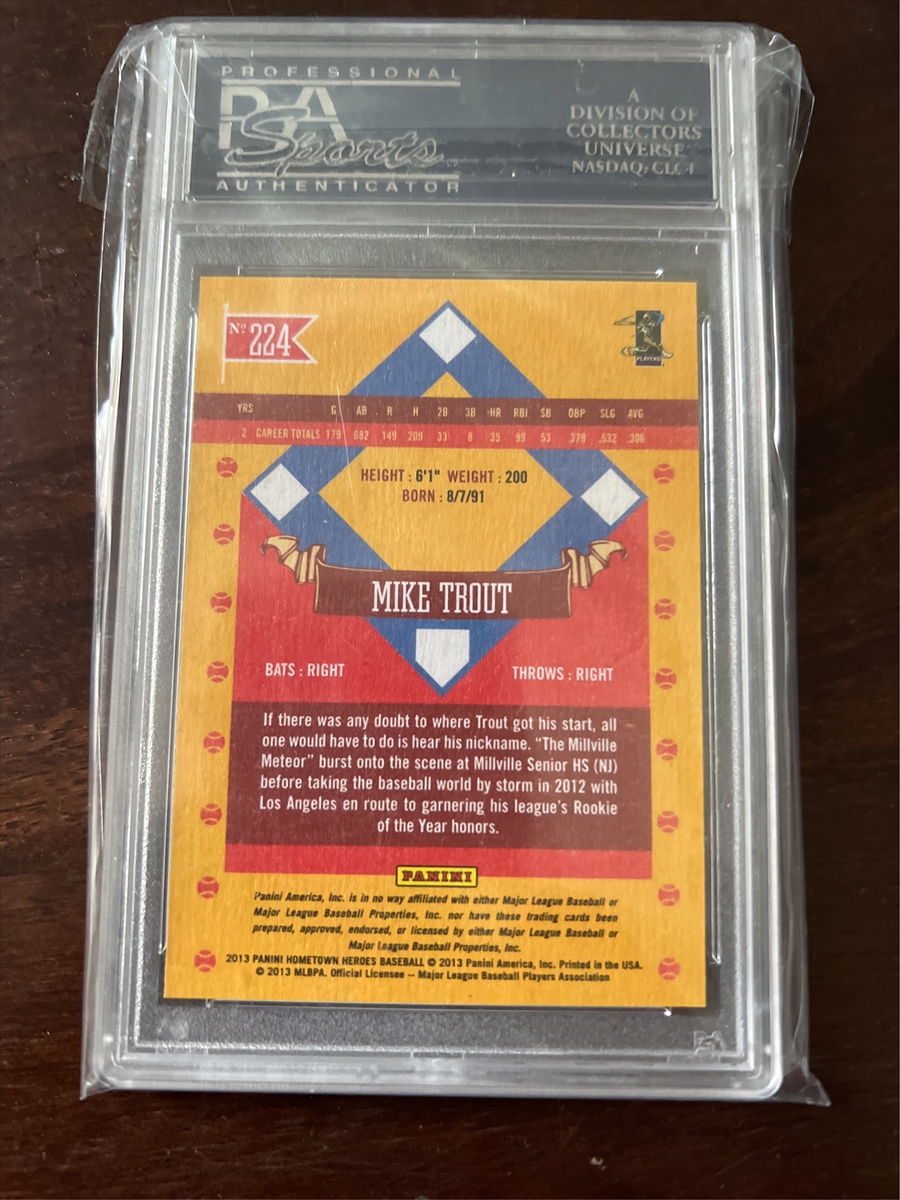 PROFESSIONAL
PSA
Sports
AUTHENTICATOR
A
DIVISION OF
COLLECTORS
UNIVERSE
NASDAQ: CLCT
Nº 224
PLAYERS
YRS G AB R H 2B 3B HR RBI SB OBP SLG AVG
2 CAREER TOTALS 179 682 149 209 33 8 35 99 53 .379 .532 .306
HEIGHT : 6'1" WEIGHT : 200
BORN : 8/7/91
MIKE TROUT
BATS : RIGHT THROWS : RIGHT
If there was any doubt to where Trout got his start, all
one would have to do is hear his nickname. “The Millville
Meteor” burst onto the scene at Millville Senior HS (NJ)
before taking the baseball world by storm in 2012 with
Los Angeles en route to garnering his league's Rookie
of the Year honors.
PANINI
Panini America, Inc. is in no way affiliated with either Major League Baseball or
Major League Baseball Properties, Inc. nor have these trading cards been
prepared, approved, endorsed, or licensed by either Major League Baseball or
Major League Baseball Properties, Inc.
2013 PANINI HOMETOWN HEROES BASEBALL © 2013 Panini America, Inc. Printed in the USA.
© 2013 MLBPA. Official Licensee -- Major League Baseball Players Association